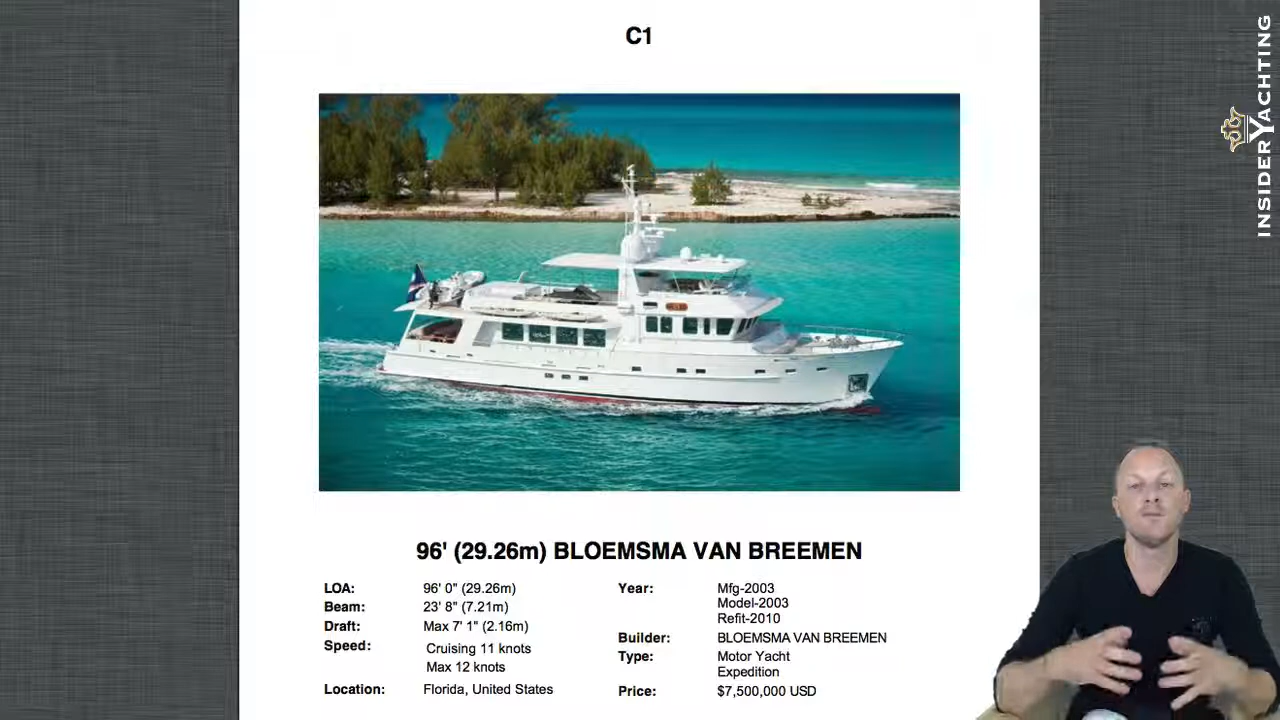 C1
INSIDER YACHTING
96' (29.26m) BLOEMSMA VAN BREEMEN
LOA: 96' 0" (29.26m)
Beam: 23' 8" (7.21m)
Draft: Max 7' 1" (2.16m)
Speed: Cruising 11 knots
Max 12 knots
Location: Florida, United States
Year: Mfg-2003
Model-2003
Refit-2010
Builder: BLOEMSMA VAN BREEMEN
Type: Motor Yacht
Expedition
Price: $7,500,000 USD